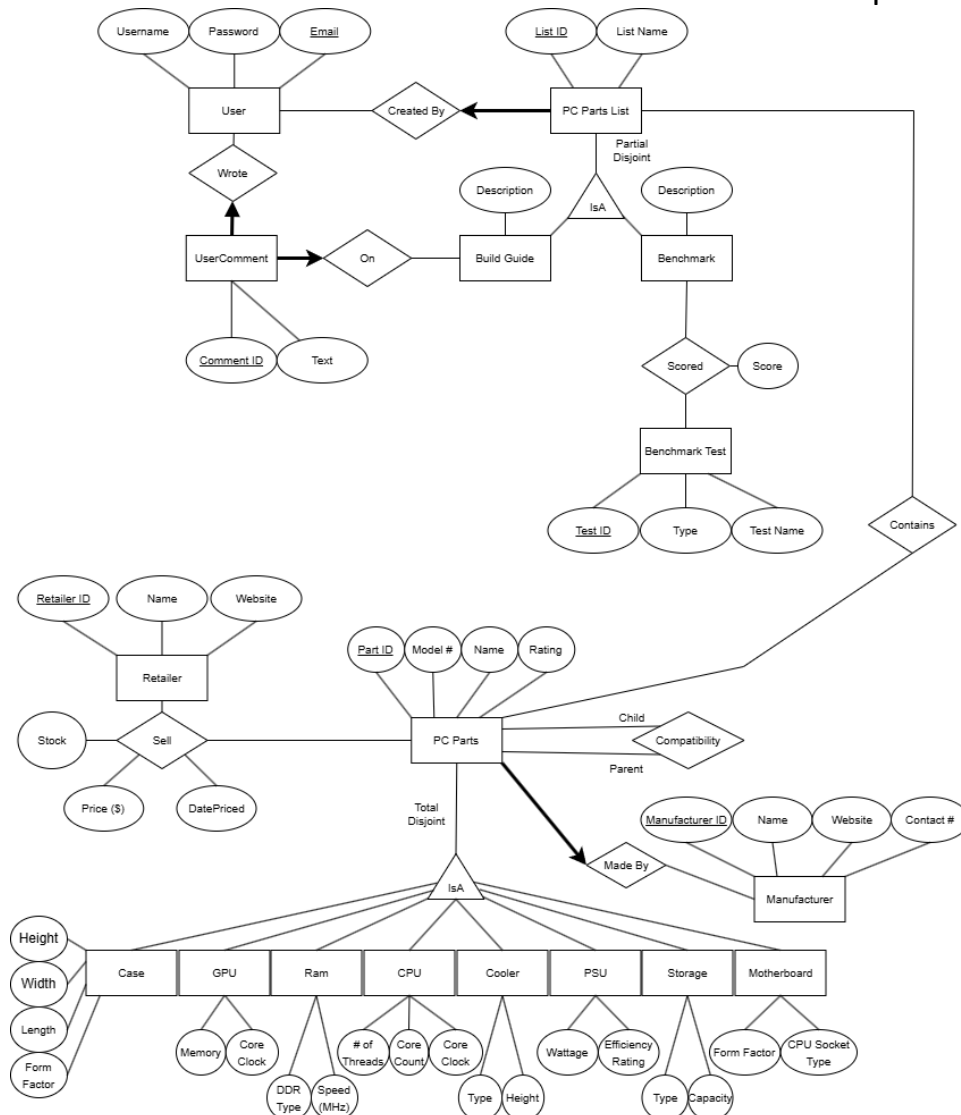 Username
Password
Email
List ID
List Name
User
Created By
PC Parts List
Partial
Disjoint
Wrote
Description
IsA
Description
UserComment
On
Build Guide
Benchmark
Comment ID
Text
Scored
Score
Benchmark Test
Test ID
Type
Test Name
Contains
Retailer ID
Name
Website
Part ID
Model #
Name
Rating
Retailer
Child
Stock
Sell
PC Parts
Compatibility
Parent
Price ($)
DatePriced
Total
Disjoint
Manufacturer ID
Name
Website
Contact #
Made By
IsA
Manufacturer
Height
Case
GPU
Ram
CPU
Cooler
PSU
Storage
Motherboard
Width
Length
Form
Factor
Memory
Core
Clock
# of
Threads
Core
Count
Core
Clock
Wattage
Efficiency
Rating
Form Factor
CPU Socket
Type
DDR
Type
Speed
(MHz)
Type
Height
Type
Capacity